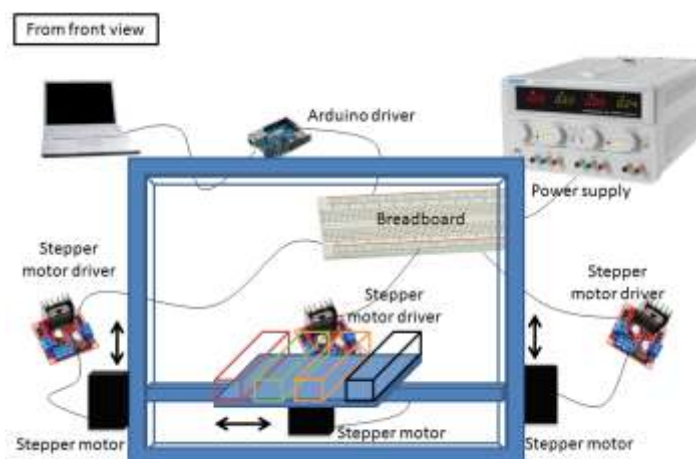 From front view
Arduino driver
Power supply
Breadboard
Stepper
motor driver
Stepper
motor driver
Stepper
motor driver
Stepper motor
Stepper motor
Stepper motor